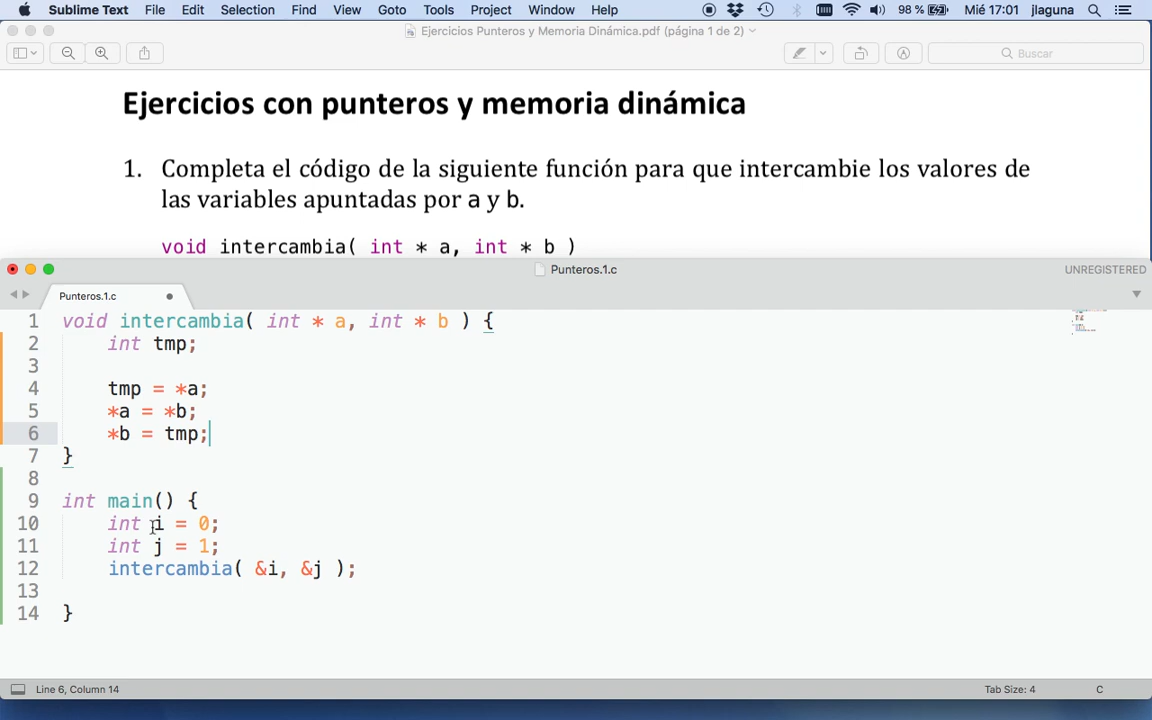 Sublime Text File Edit Selection Find View Goto Tools Project Window Help 98 % Mié 17:01 jlaguna
Ejercicios Punteros y Memoria Dinámica.pdf (página 1 de 2)
Buscar
Ejercicios con punteros y memoria dinámica
1. Completa el código de la siguiente función para que intercambie los valores de
las variables apuntadas por a y b.
void intercambia( int * a, int * b )
Punteros.1.c UNREGISTERED
Punteros.1.c
1 void intercambia( int * a, int * b ) {
2 int tmp;
3
4 tmp = *a;
5 *a = *b;
6 *b = tmp;
7 }
8
9 int main() {
10 int i = 0;
11 int j = 1;
12 intercambia( &i, &j );
13
14 }
Line 6, Column 14 Tab Size: 4 C